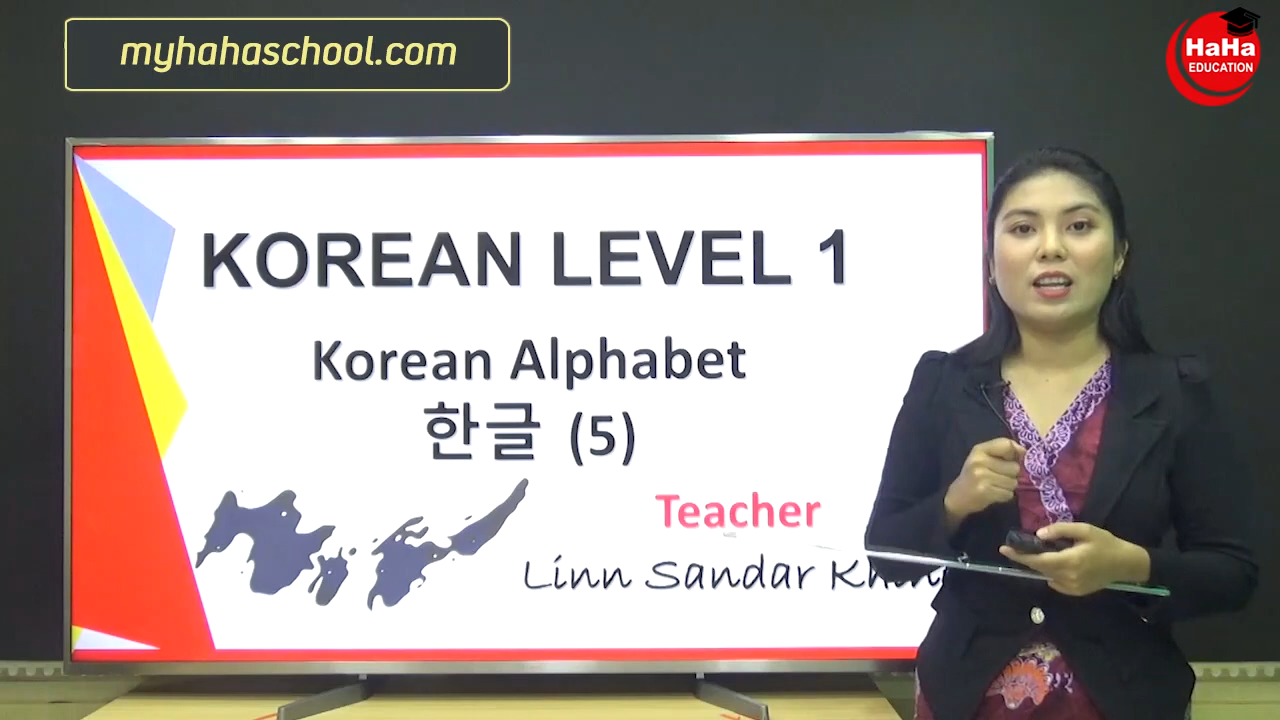 myhahaschool.com
HaHa
EDUCATION
KOREAN LEVEL 1
Korean Alphabet
한글 (5)
Teacher
Linn Sandar